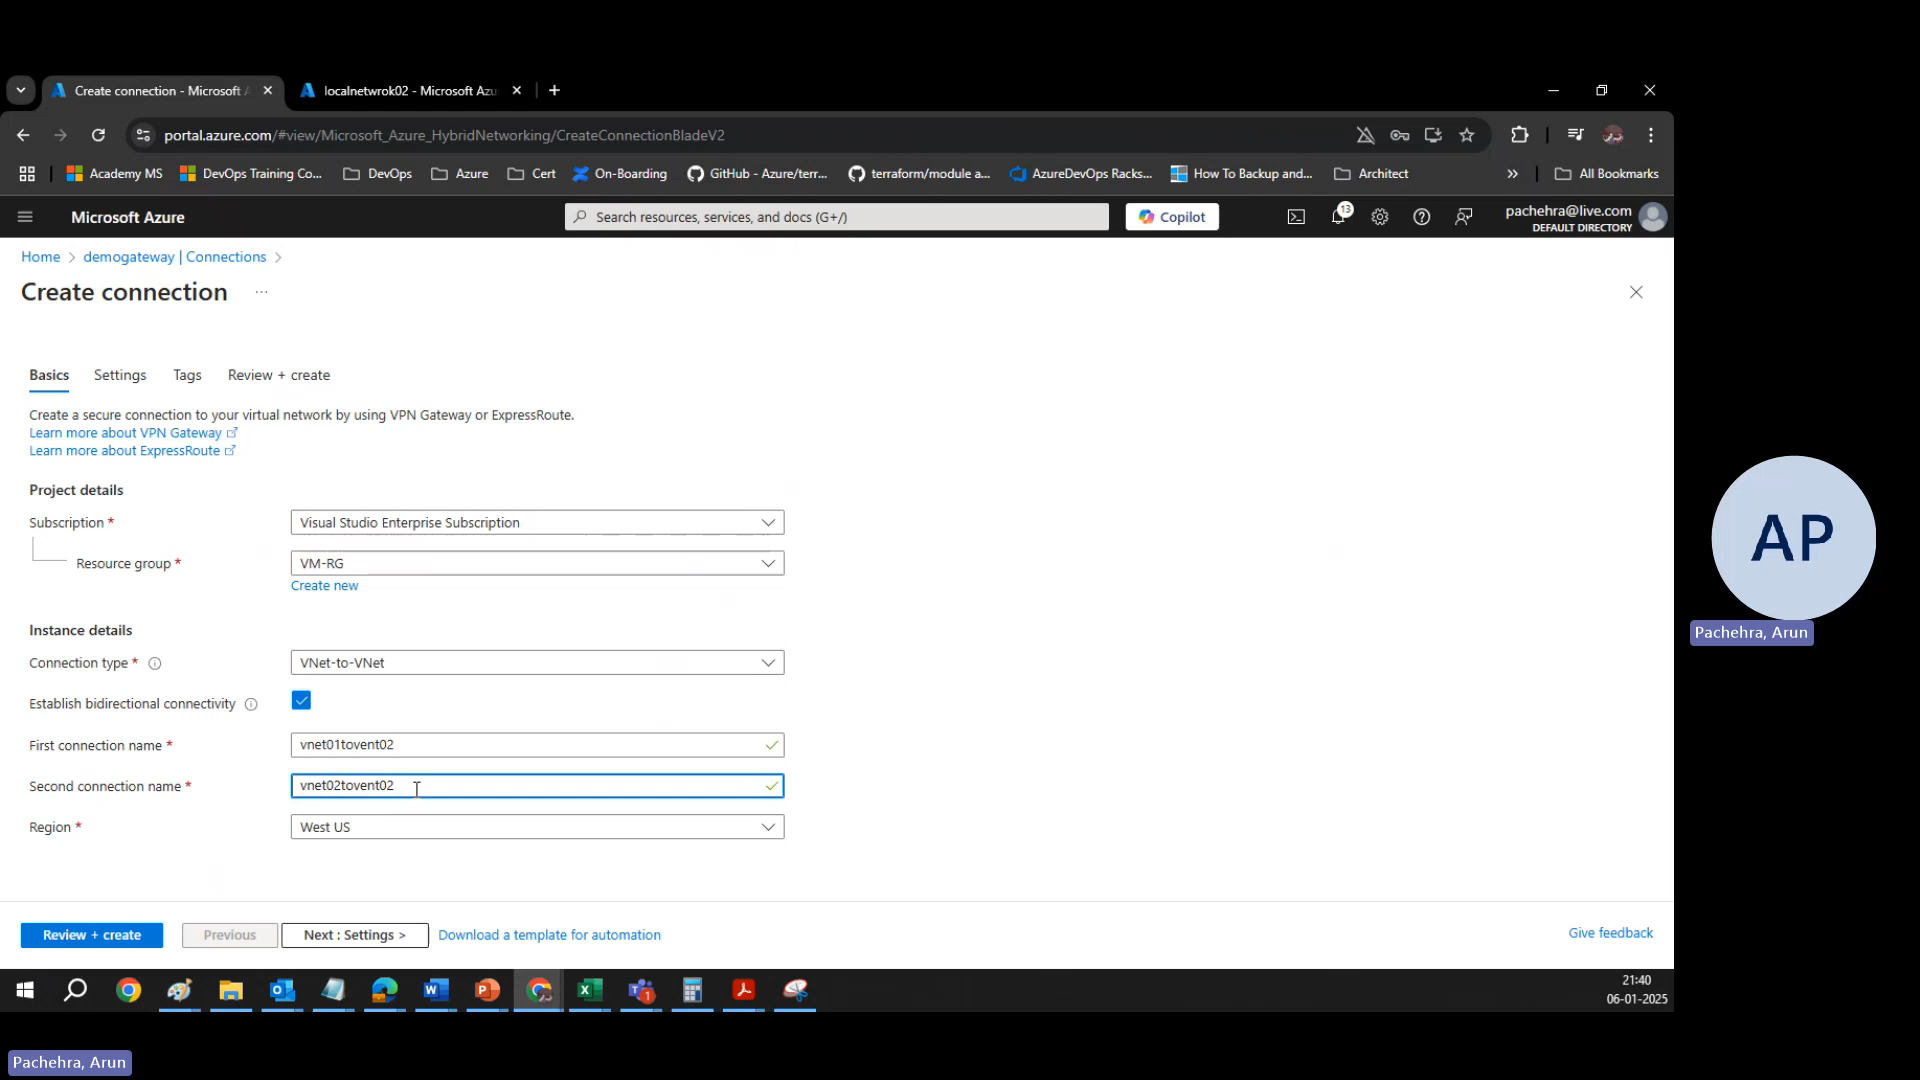 Create connection - Microsoft A
localnetwrok02 - Microsoft Azu
portal.azure.com/#view/Microsoft_Azure_HybridNetworking/CreateConnectionBladeV2
Academy MS
DevOps Training Co...
DevOps
Azure
Cert
On-Boarding
GitHub - Azure/terr...
terraform/module a...
AzureDevOps Racks...
How To Backup and...
Architect
All Bookmarks
Microsoft Azure
Search resources, services, and docs (G+/)
Copilot
13
pachehra@live.com
DEFAULT DIRECTORY
Home > demogateway | Connections >
Create connection ...
Basics Settings Tags Review + create
Create a secure connection to your virtual network by using VPN Gateway or ExpressRoute.
Learn more about VPN Gateway
Learn more about ExpressRoute
Project details
Subscription * Visual Studio Enterprise Subscription
Resource group * VM-RG
Create new
Instance details
Connection type * VNet-to-VNet
Establish bidirectional connectivity
First connection name * vnet01tovent02
Second connection name * vnet02tovent02
Region * West US
Review + create Previous Next : Settings > Download a template for automation Give feedback
21:40
06-01-2025
AP
Pachehra, Arun
Pachehra, Arun